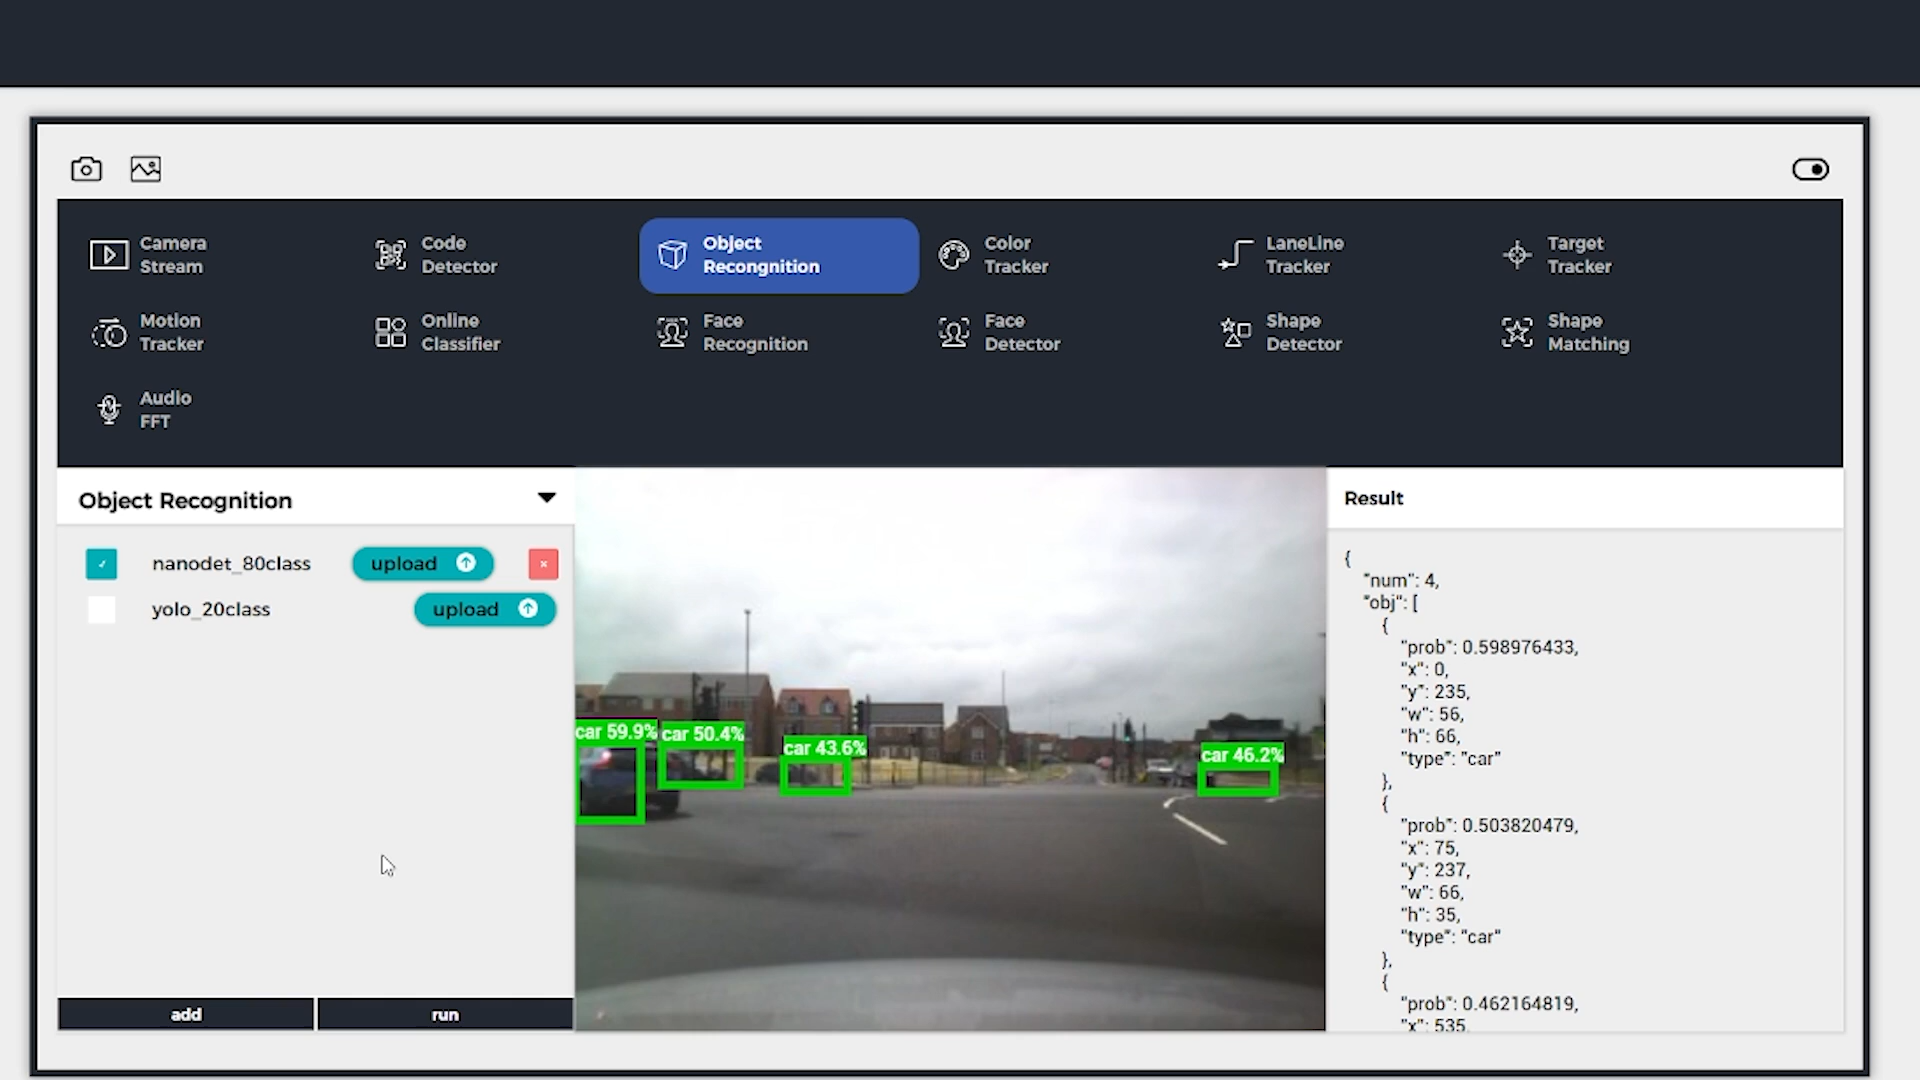 Camera
Stream
Code
Detector
Object
Recongnition
Color
Tracker
LaneLine
Tracker
Target
Tracker
Motion
Tracker
Online
Classifier
Face
Recognition
Face
Detector
Shape
Detector
Shape
Matching
Audio
FFT
Object Recognition
nanodet_80class
upload
yolo_20class
upload
add
run
car 59.9%
car 50.4%
car 43.6%
car 46.2%
Result
{
"num": 4,
"obj": [
{
"prob": 0.598976433,
"x": 0,
"y": 235,
"w": 56,
"h": 66,
"type": "car"
},
{
"prob": 0.503820479,
"x": 75,
"y": 237,
"w": 66,
"h": 35,
"type": "car"
},
{
"prob": 0.462164819,
"x": 535,